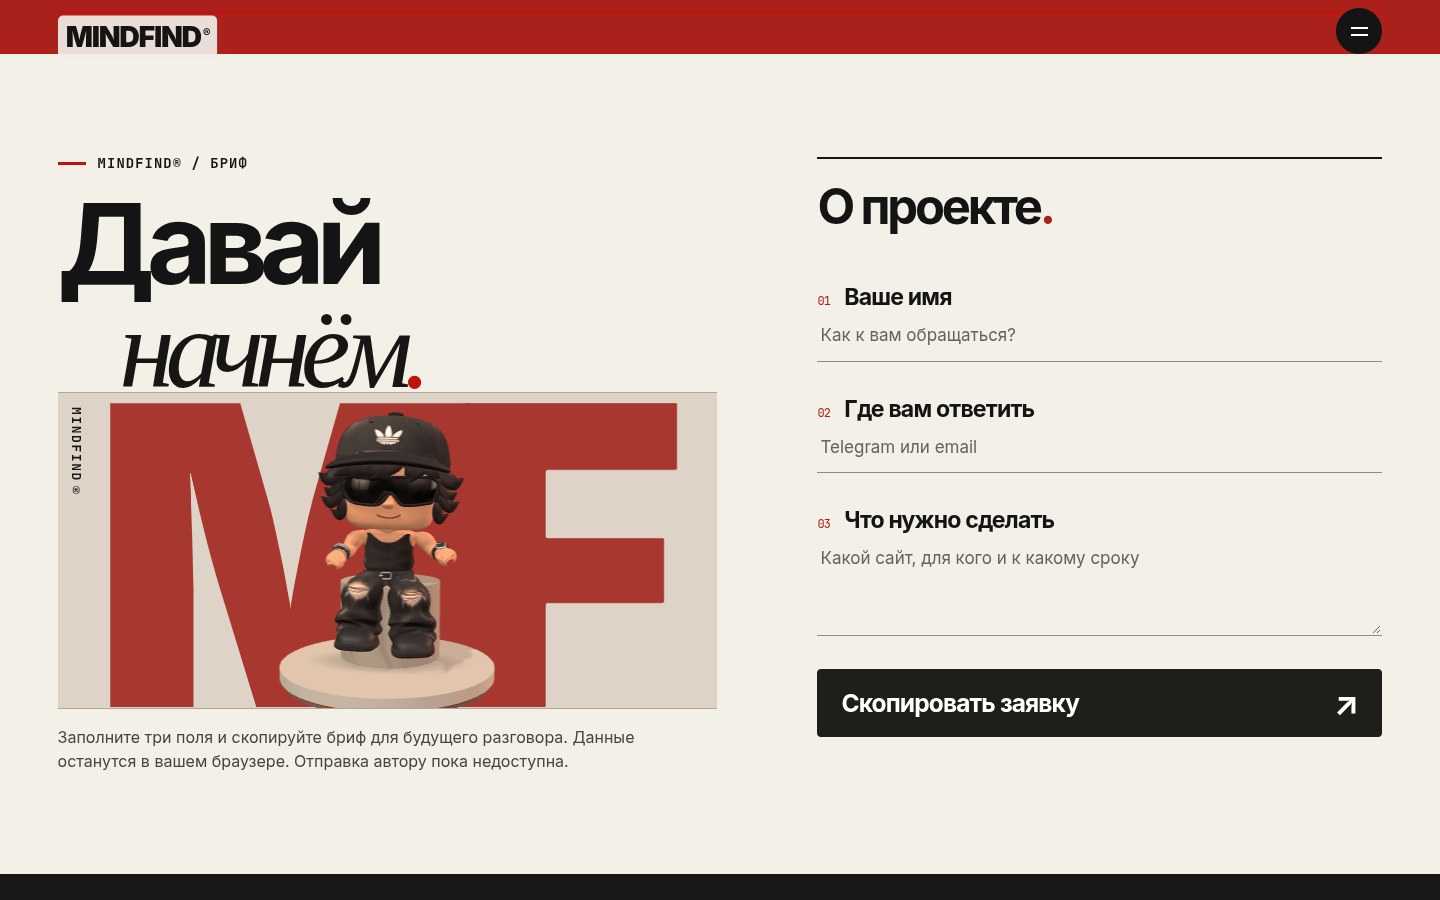 MINDFIND®
MINDFIND® / БРИФ
Давай
начнём.
MINDFIND ®
MF
Заполните три поля и скопируйте бриф для будущего разговора. Данные
останутся в вашем браузере. Отправка автору пока недоступна.
О проекте.
01 Ваше имя
Как к вам обращаться?
02 Где вам ответить
Telegram или email
03 Что нужно сделать
Какой сайт, для кого и к какому сроку
Скопировать заявку